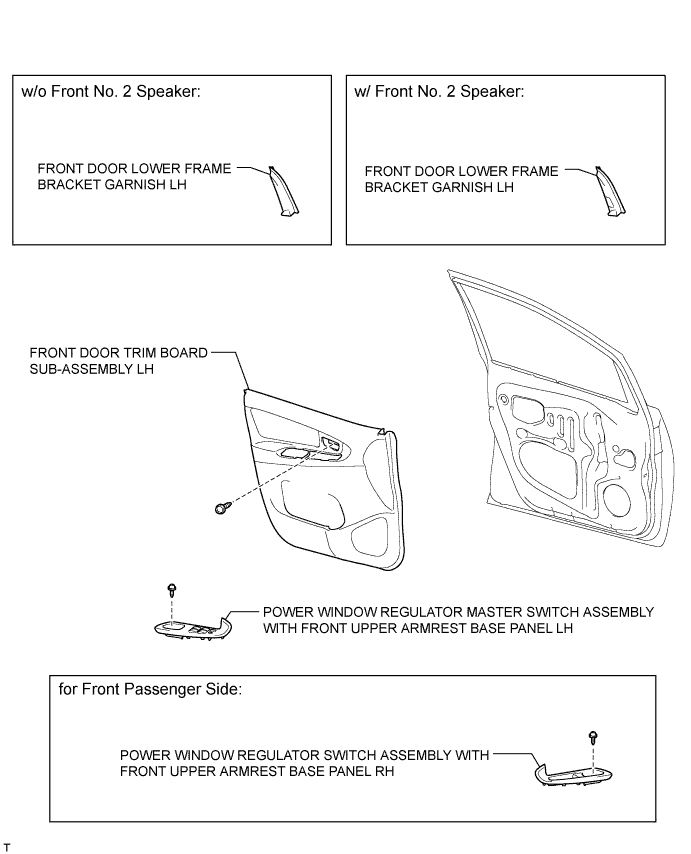 w/o Front No. 2 Speaker:
FRONT DOOR LOWER FRAME
BRACKET GARNISH LH
w/ Front No. 2 Speaker:
FRONT DOOR LOWER FRAME
BRACKET GARNISH LH
FRONT DOOR TRIM BOARD
SUB-ASSEMBLY LH
POWER WINDOW REGULATOR MASTER SWITCH ASSEMBLY
WITH FRONT UPPER ARMREST BASE PANEL LH
for Front Passenger Side:
POWER WINDOW REGULATOR SWITCH ASSEMBLY WITH
FRONT UPPER ARMREST BASE PANEL RH
T